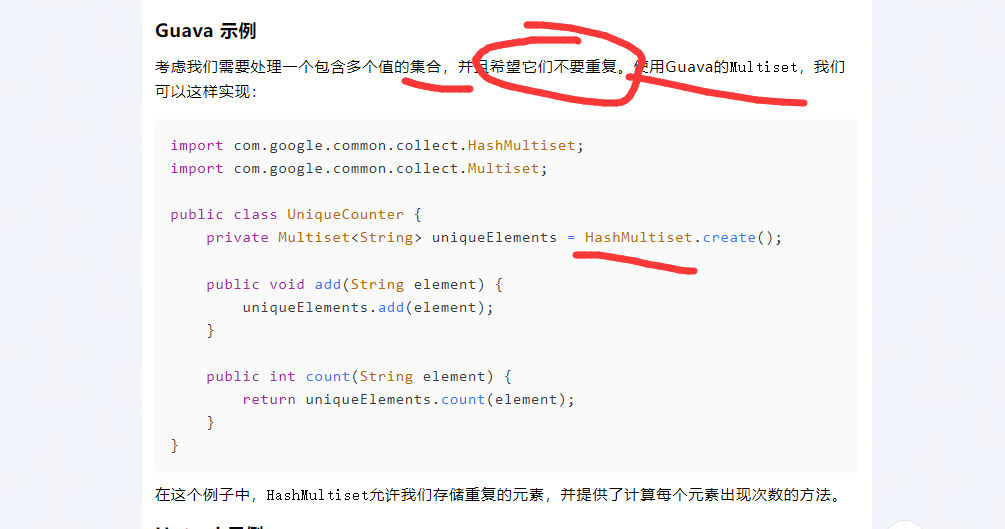 Guava 示例
考虑我们需要处理一个包含多个值的集合，并且希望它们不要重复。使用Guava的Multiset，我们
可以这样实现：
import com.google.common.collect.HashMultiset;
import com.google.common.collect.Multiset;
public class UniqueCounter {
    private Multiset<String> uniqueElements = HashMultiset.create();
    public void add(String element) {
        uniqueElements.add(element);
    }
    public int count(String element) {
        return uniqueElements.count(element);
    }
}
在这个例子中，HashMultiset允许我们存储重复的元素，并提供了计算每个元素出现次数的方法。